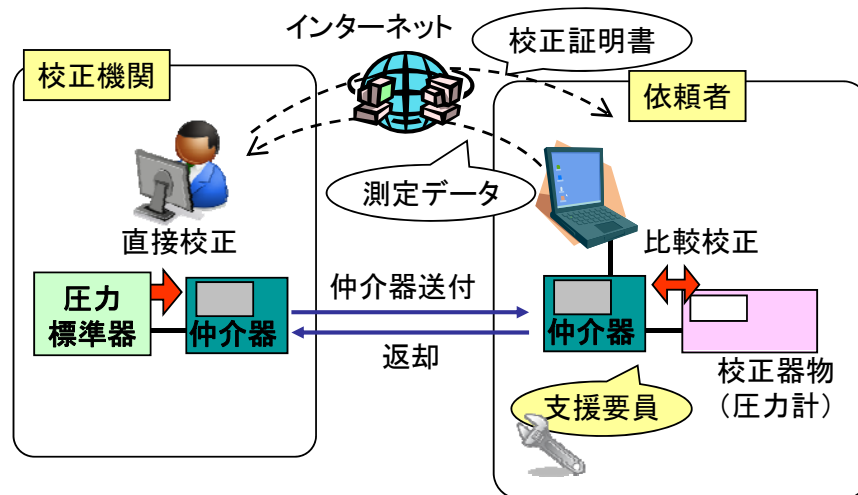 インターネット
校正証明書
校正機関
依頼者
測定データ
直接校正
比較校正
圧力
標準器
仲介器
仲介器送付
返却
仲介器
校正器物
（圧力計）
支援要員